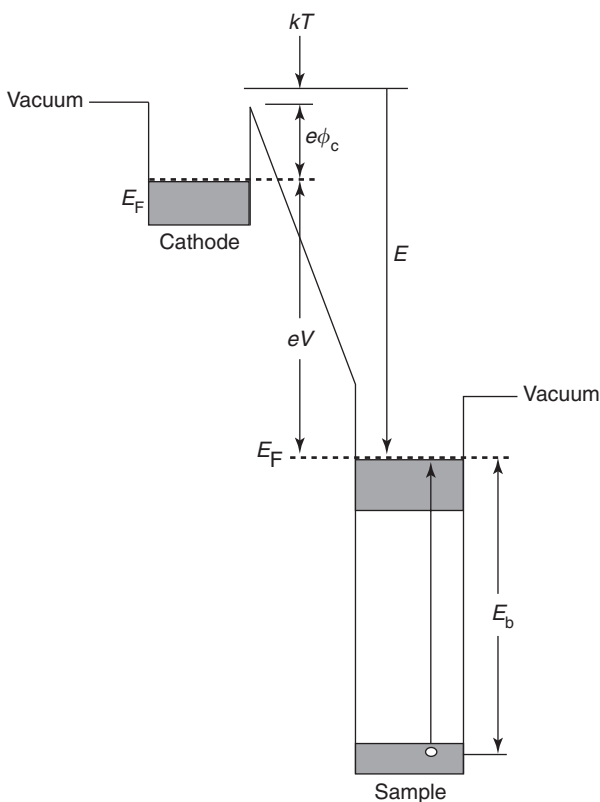 kT
Vacuum
eϕc
EF
Cathode
E
eV
Vacuum
EF
Eb
Sample